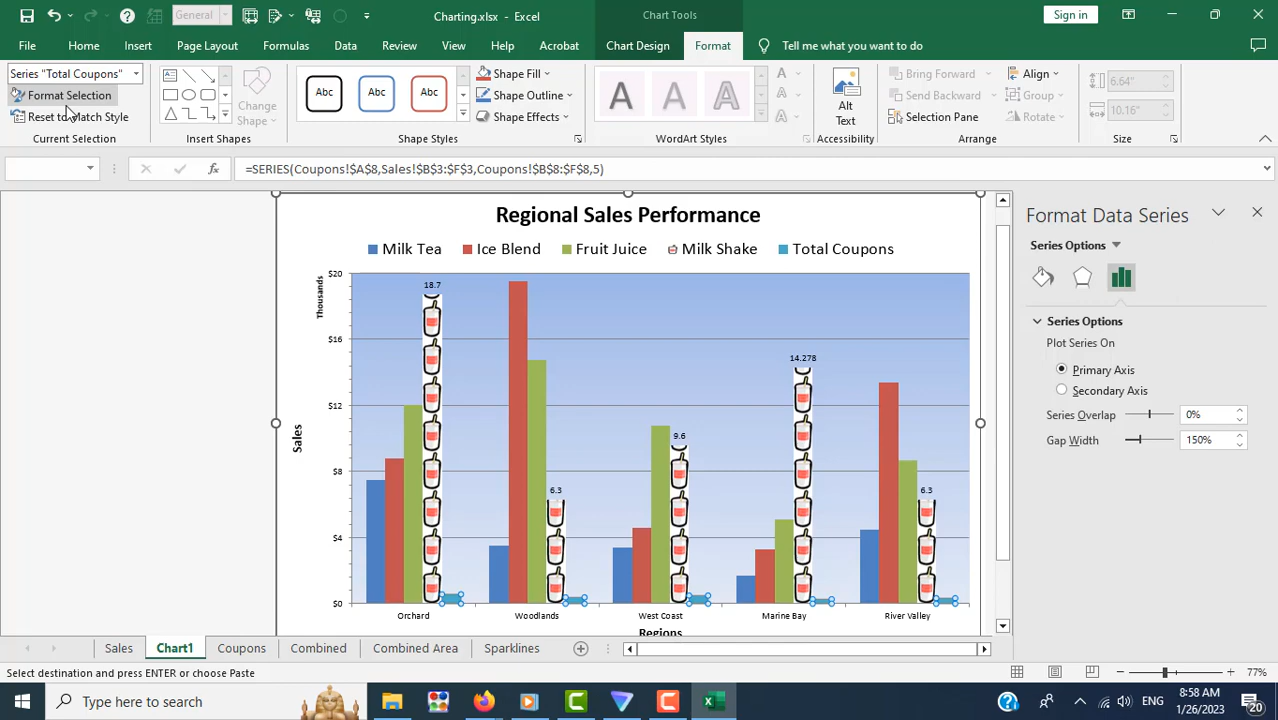 Charting.xlsx - Excel
Chart Tools
Sign in
General
File Home Insert Page Layout Formulas Data Review View Help Acrobat Chart Design Format Tell me what you want to do
Series "Total Coupons"
Format Selection
Reset to Match Style
Current Selection
Change
Shape
Insert Shapes
Abc Abc Abc
Shape Fill
Shape Outline
Shape Effects
Shape Styles
A A A
WordArt Styles
Alt
Text
Accessibility
Bring Forward
Send Backward
Selection Pane
Align
Group
Rotate
Arrange
6.64"
10.16"
Size
fx =SERIES(Coupons!$A$8,Sales!$B$3:$F$3,Coupons!$B$8:$F$8,5)
Regional Sales Performance
Milk Tea Ice Blend Fruit Juice Milk Shake Total Coupons
Thousands
Sales
$20
$16
$12
$8
$4
$0
18.7
6.3
9.6
14.278
6.3
Orchard Woodlands West Coast Marine Bay River Valley
Regions
Format Data Series
Series Options
Series Options
Plot Series On
Primary Axis
Secondary Axis
Series Overlap 0%
Gap Width 150%
Sales Chart1 Coupons Combined Combined Area Sparklines
Select destination and press ENTER or choose Paste
77%
Type here to search
ENG
8:58 AM
1/26/2023
20